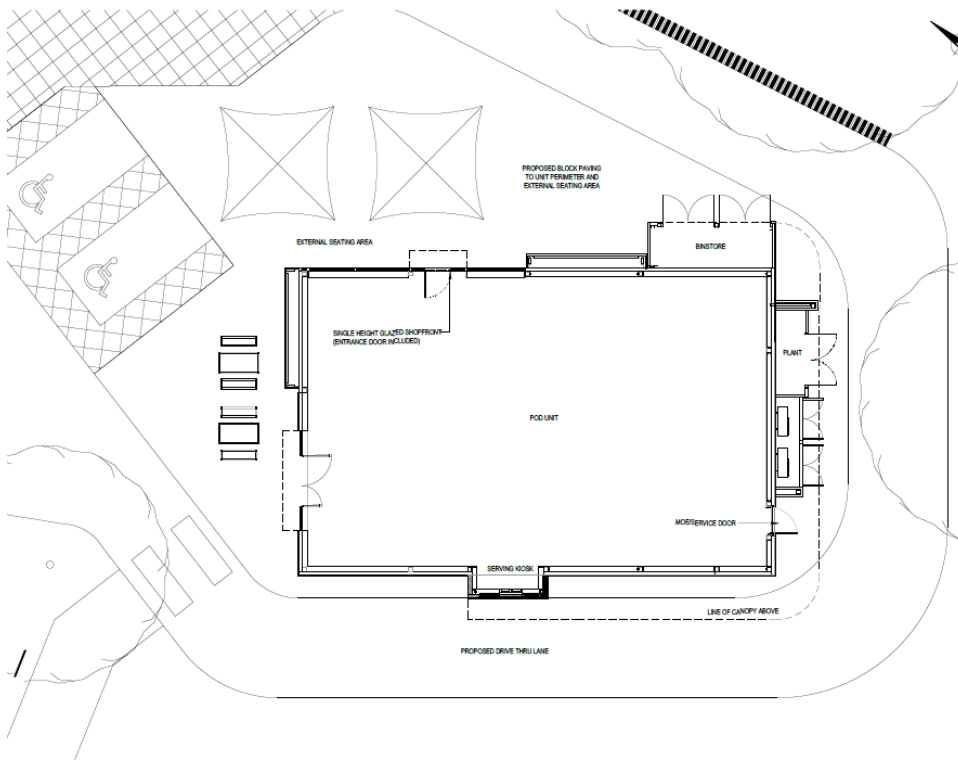 PROPOSED BLOCK PAVING
TO UNIT PERIMETER AND
EXTERNAL SEATING AREA
EXTERNAL SEATING AREA
BINSTORE
SINGLE HEIGHT GLAZED SHOPFRONT
(ENTRANCE DOOR INCLUDED)
PLANT
POD UNIT
MOE/SERVICE DOOR
SERVING KIOSK
LINE OF CANOPY ABOVE
PROPOSED DRIVE THRU LANE